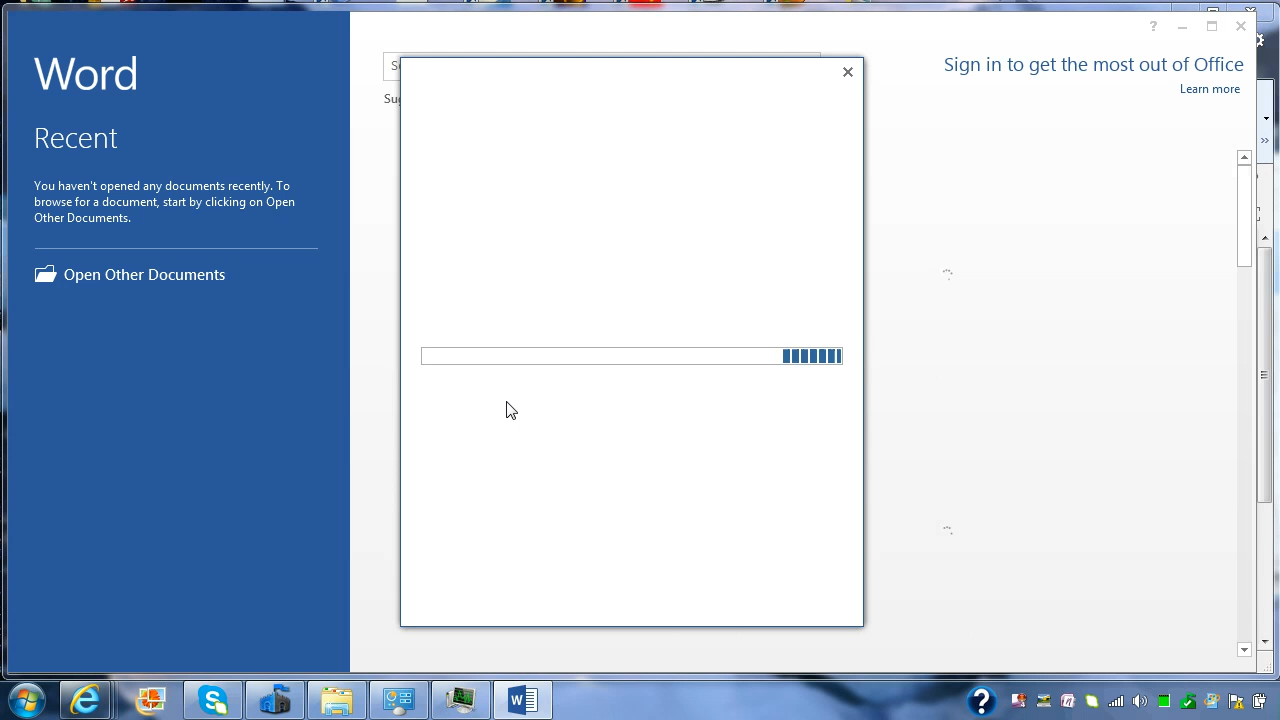 Word
Recent
You haven't opened any documents recently. To
browse for a document, start by clicking on Open
Other Documents.
Open Other Documents
Sign in to get the most out of Office
Learn more